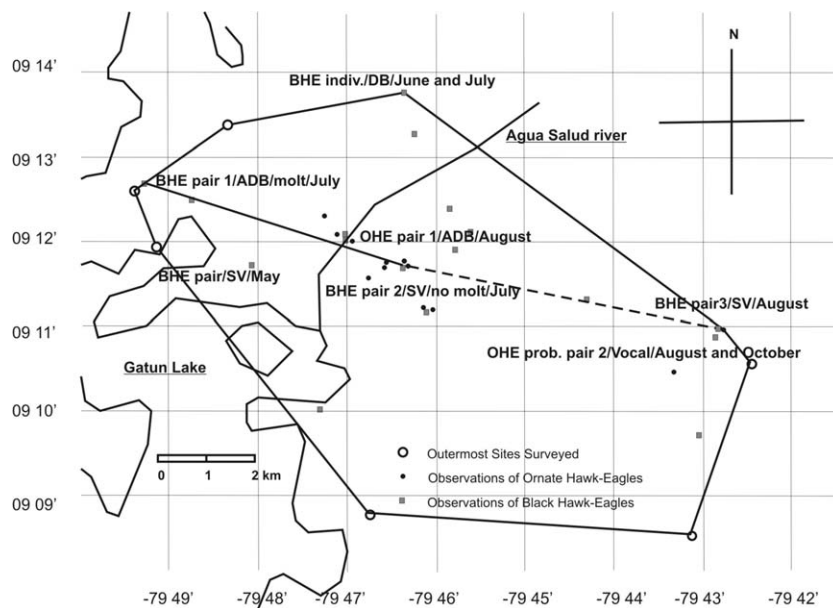 N
09 14'
BHE indiv./DB/June and July
Agua Salud river
09 13'
BHE pair 1/ADB/molt/July
09 12'
OHE pair 1/ADB/August
BHE pair/SV/May
BHE pair 2/SV/no molt/July
BHE pair3/SV/August
09 11'
OHE prob. pair 2/Vocal/August and October
Gatun Lake
09 10'
Outermost Sites Surveyed
0 1 2 km
Observations of Ornate Hawk-Eagles
09 09'
Observations of Black Hawk-Eagles
-79 49' -79 48' -79 47' -79 46' -79 45' -79 44' -79 43' -79 42'